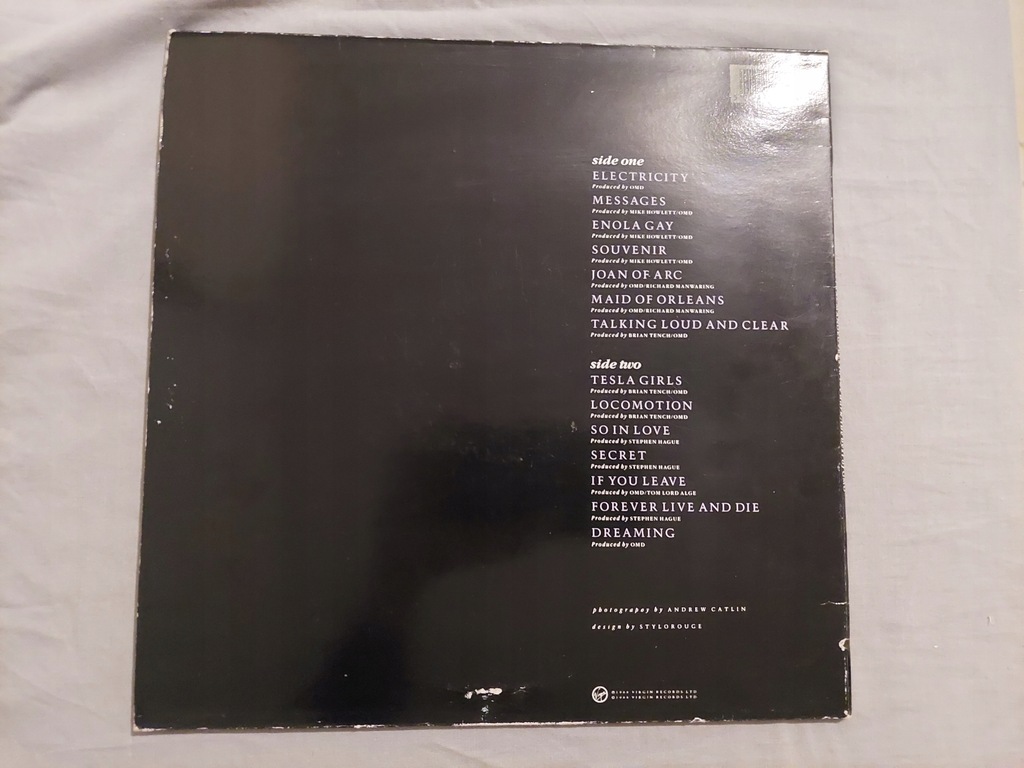 side one
ELECTRICITY
Produced by OMD
MESSAGES
Produced by MIKE HOWLETT/OMD
ENOLA GAY
Produced by MIKE HOWLETT/OMD
SOUVENIR
Produced by MIKE HOWLETT/OMD
JOAN OF ARC
Produced by OMD/RICHARD MANWARING
MAID OF ORLEANS
Produced by OMD/RICHARD MANWARING
TALKING LOUD AND CLEAR
Produced by BRIAN TENCH/OMD
side two
TESLA GIRLS
Produced by BRIAN TENCH/OMD
LOCOMOTION
Produced by BRIAN TENCH/OMD
SO IN LOVE
Produced by STEPHEN HAGUE
SECRET
Produced by STEPHEN HAGUE
IF YOU LEAVE
Produced by OMD/TOM LORD ALGE
FOREVER LIVE AND DIE
Produced by STEPHEN HAGUE
DREAMING
Produced by OMD
photograpay by ANDREW CATLIN
design by STYLOROUGE
VIRGIN RECORDS LTD
VIRGIN RECORDS LTD